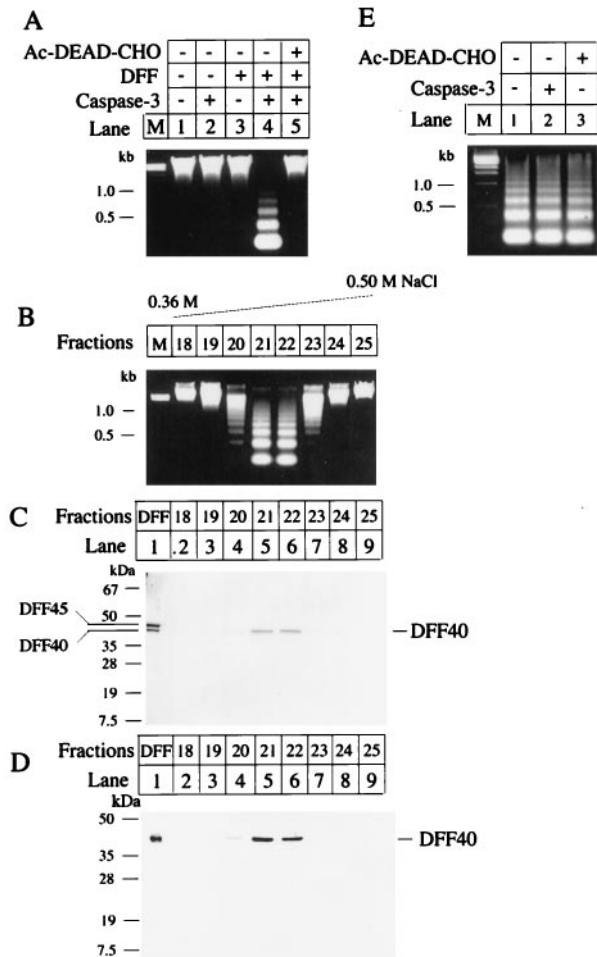 A
Ac-DEAD-CHO - - - - +
DFF - - + + +
Caspase-3 - + - + +
Lane M 1 2 3 4 5
kb
1.0
0.5
E
Ac-DEAD-CHO - - +
Caspase-3 - + -
Lane M 1 2 3
kb
1.0
0.5
B
0.36 M 0.50 M NaCl
Fractions M 18 19 20 21 22 23 24 25
kb
1.0
0.5
C
Fractions DFF 18 19 20 21 22 23 24 25
Lane 1 .2 3 4 5 6 7 8 9
kDa
67
50
35
28
19
7.5
DFF45
DFF40
DFF40
D
Fractions DFF 18 19 20 21 22 23 24 25
Lane 1 2 3 4 5 6 7 8 9
kDa
50
35
28
19
7.5
DFF40